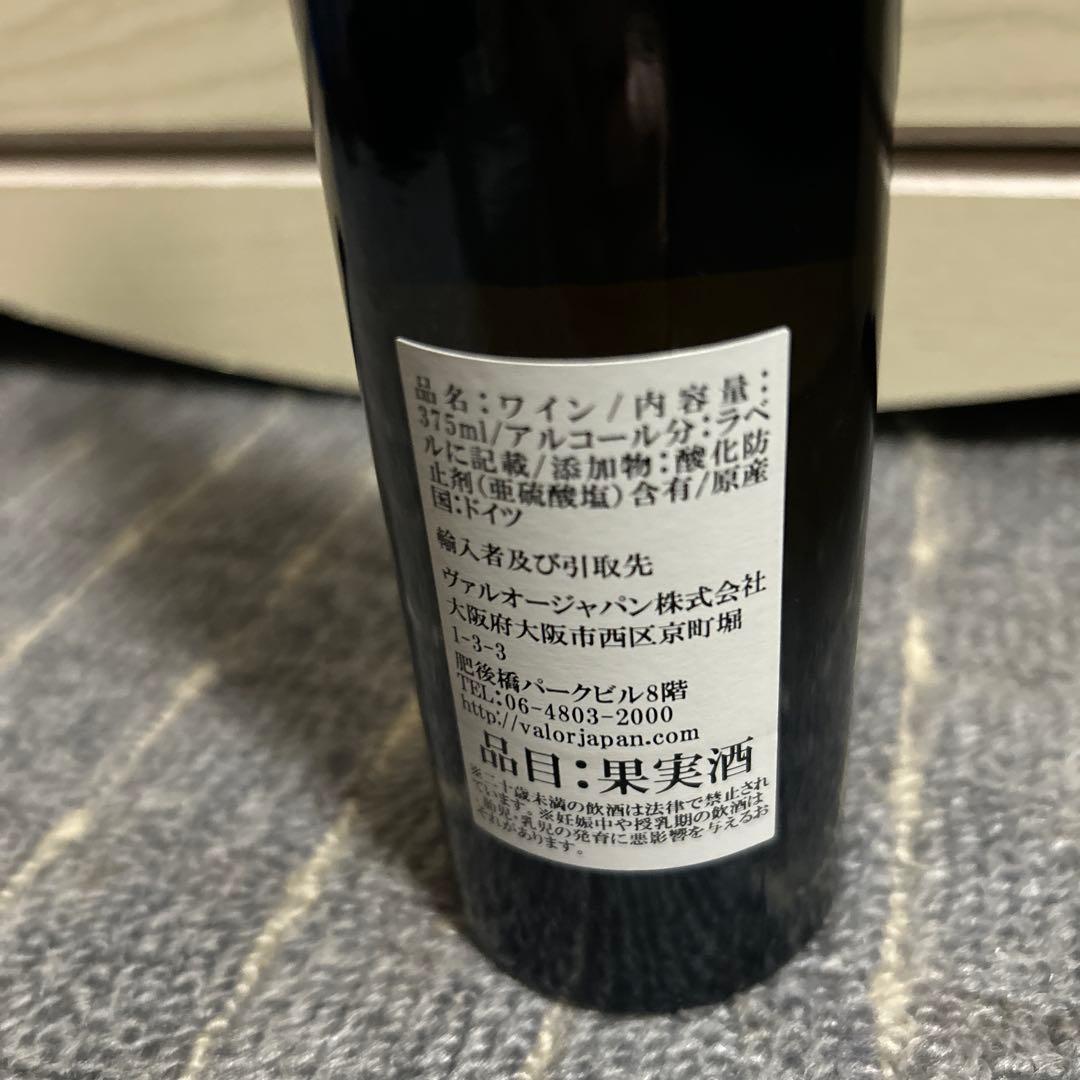 品名:ワイン/内容量:
375ml/アルコール分:ラベ
ルに記載/添加物:酸化防
止剤(亜硫酸塩)含有/原産
国:ドイツ
輸入者及び引取先
ヴァルオージャパン株式会社
大阪府大阪市西区京町堀
1-3-3
肥後橋パークビル8階
TEL:06-4803-2000
http://valorjapan.com
品目:果実酒
※二十歳未満の飲酒は法律で禁止され
ています。※妊娠中や授乳期の飲酒は
、胎児・乳児の発育に悪影響を与えるお
それがあります。